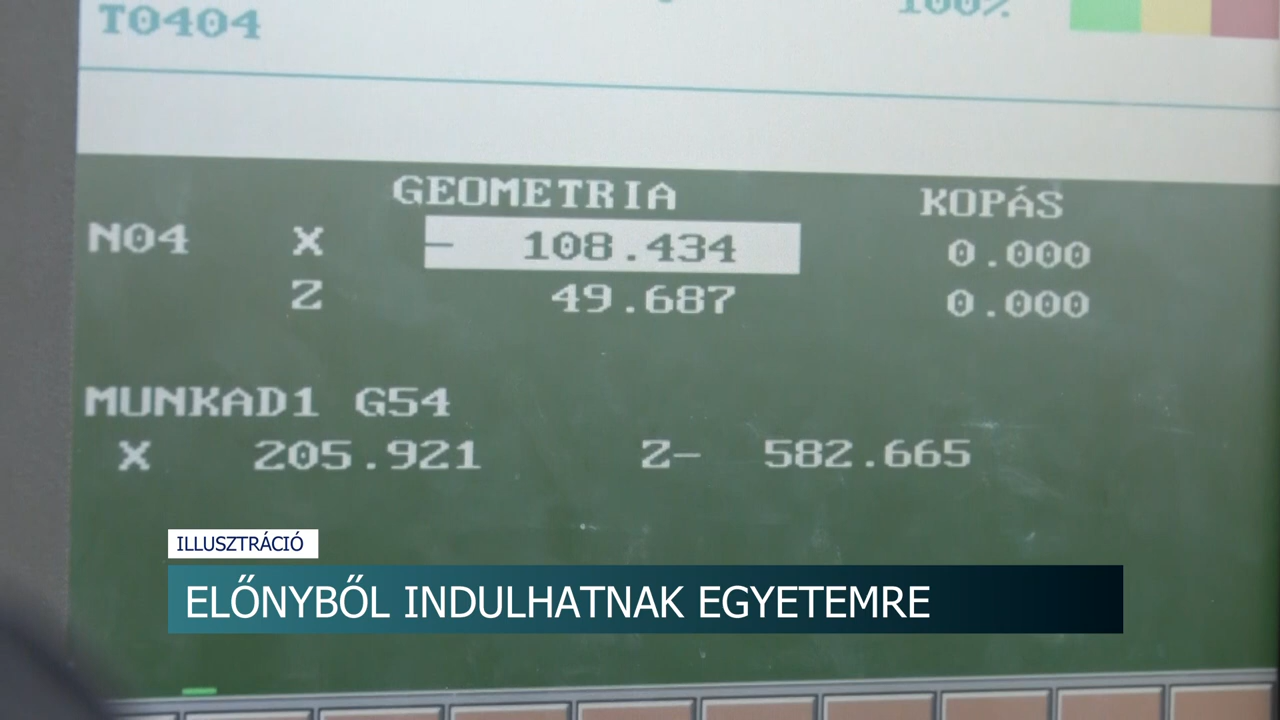 T0404 100%
GEOMETRIA KOPÁS
N04 X - 108.434 0.000
Z 49.687 0.000
MUNKAD1 G54
X 205.921 Z- 582.665
ILLUSZTRÁCIÓ
ELŐNYBŐL INDULHATNAK EGYETEMRE